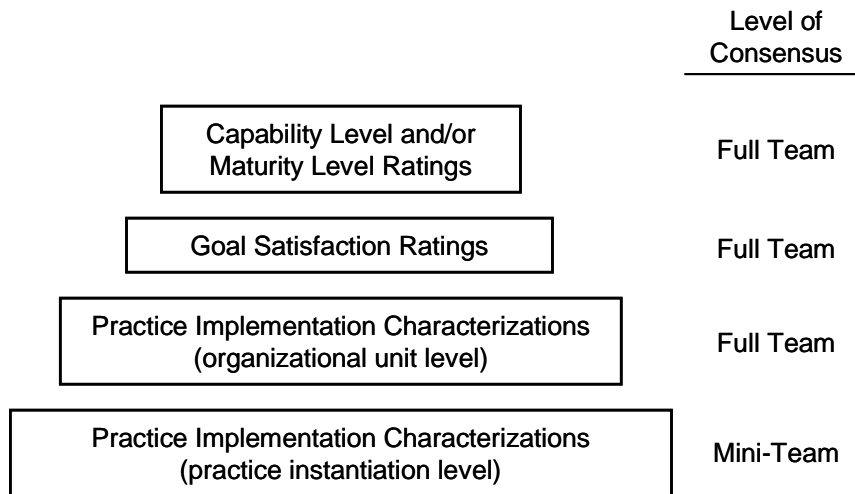 Level of
Consensus
Capability Level and/or
Maturity Level Ratings
Full Team
Goal Satisfaction Ratings
Full Team
Practice Implementation Characterizations
(organizational unit level)
Full Team
Practice Implementation Characterizations
(practice instantiation level)
Mini-Team